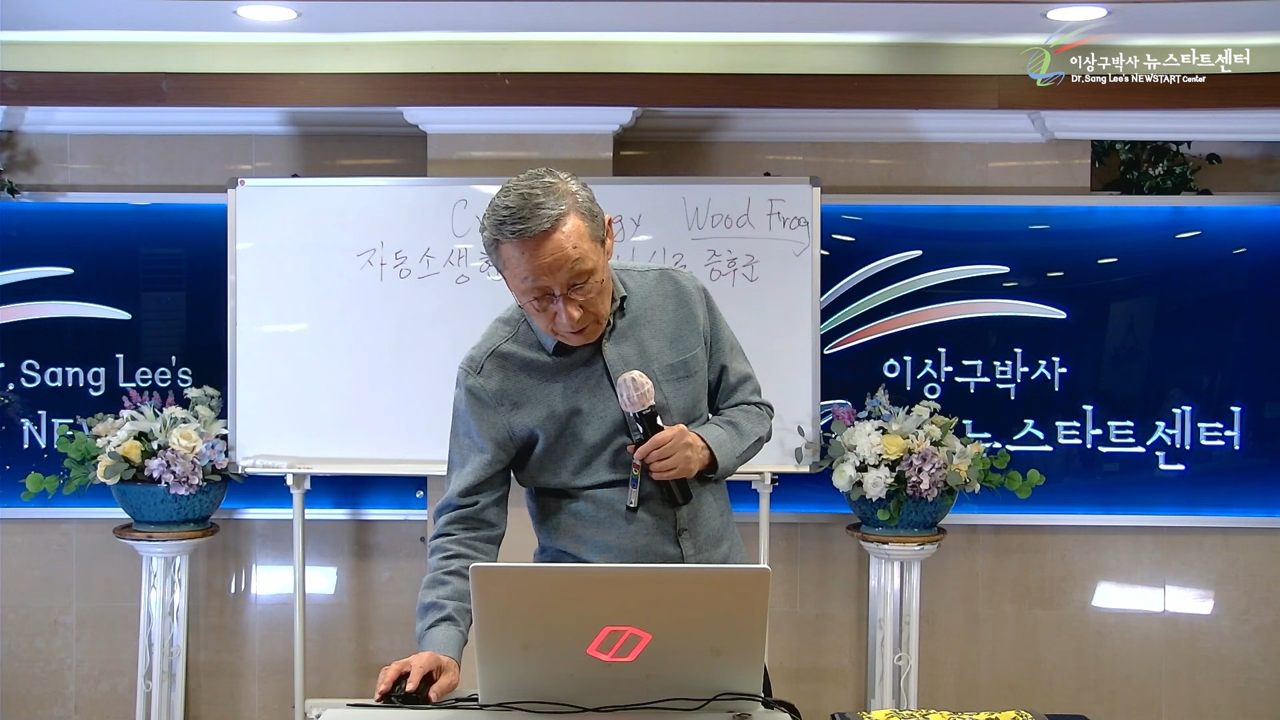 이상구박사 뉴스타트센터
Dr. Sang Lee's NEWSTART Center
Wood Frog
자동소생 증후군
Sang Lee's
이상구박사
뉴스타트센터